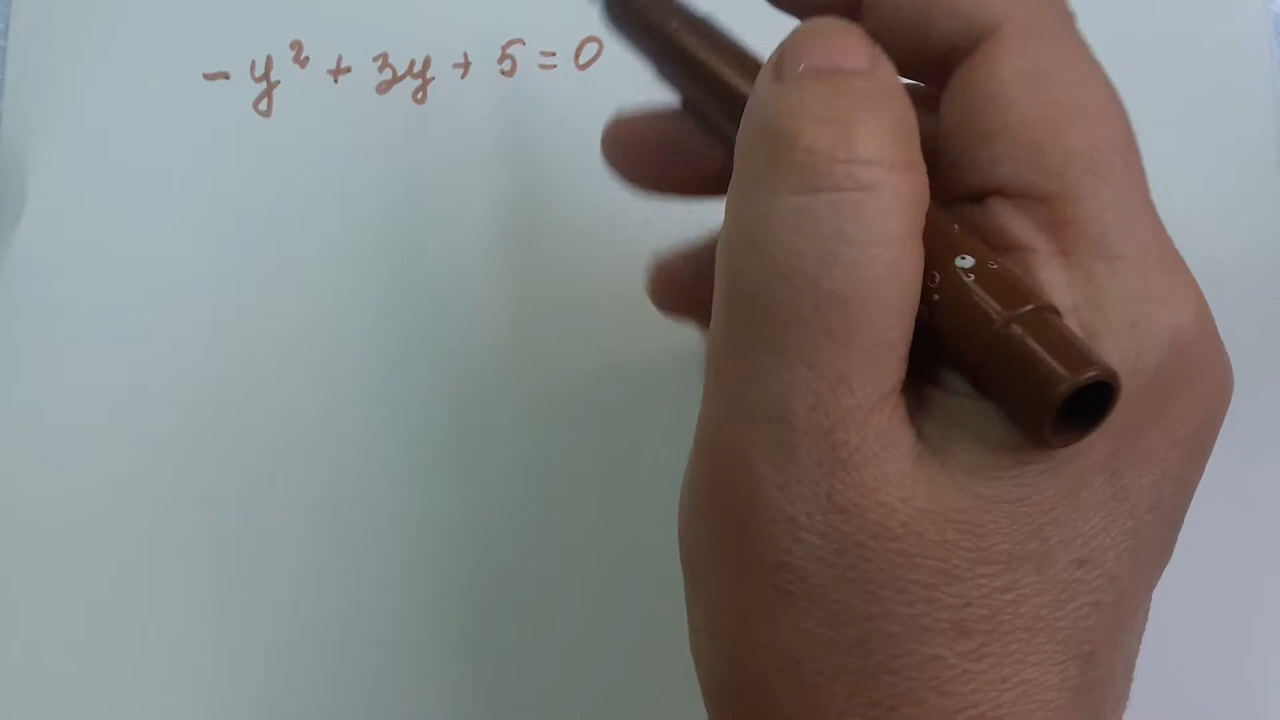 - y² + 3y + 5 = 0